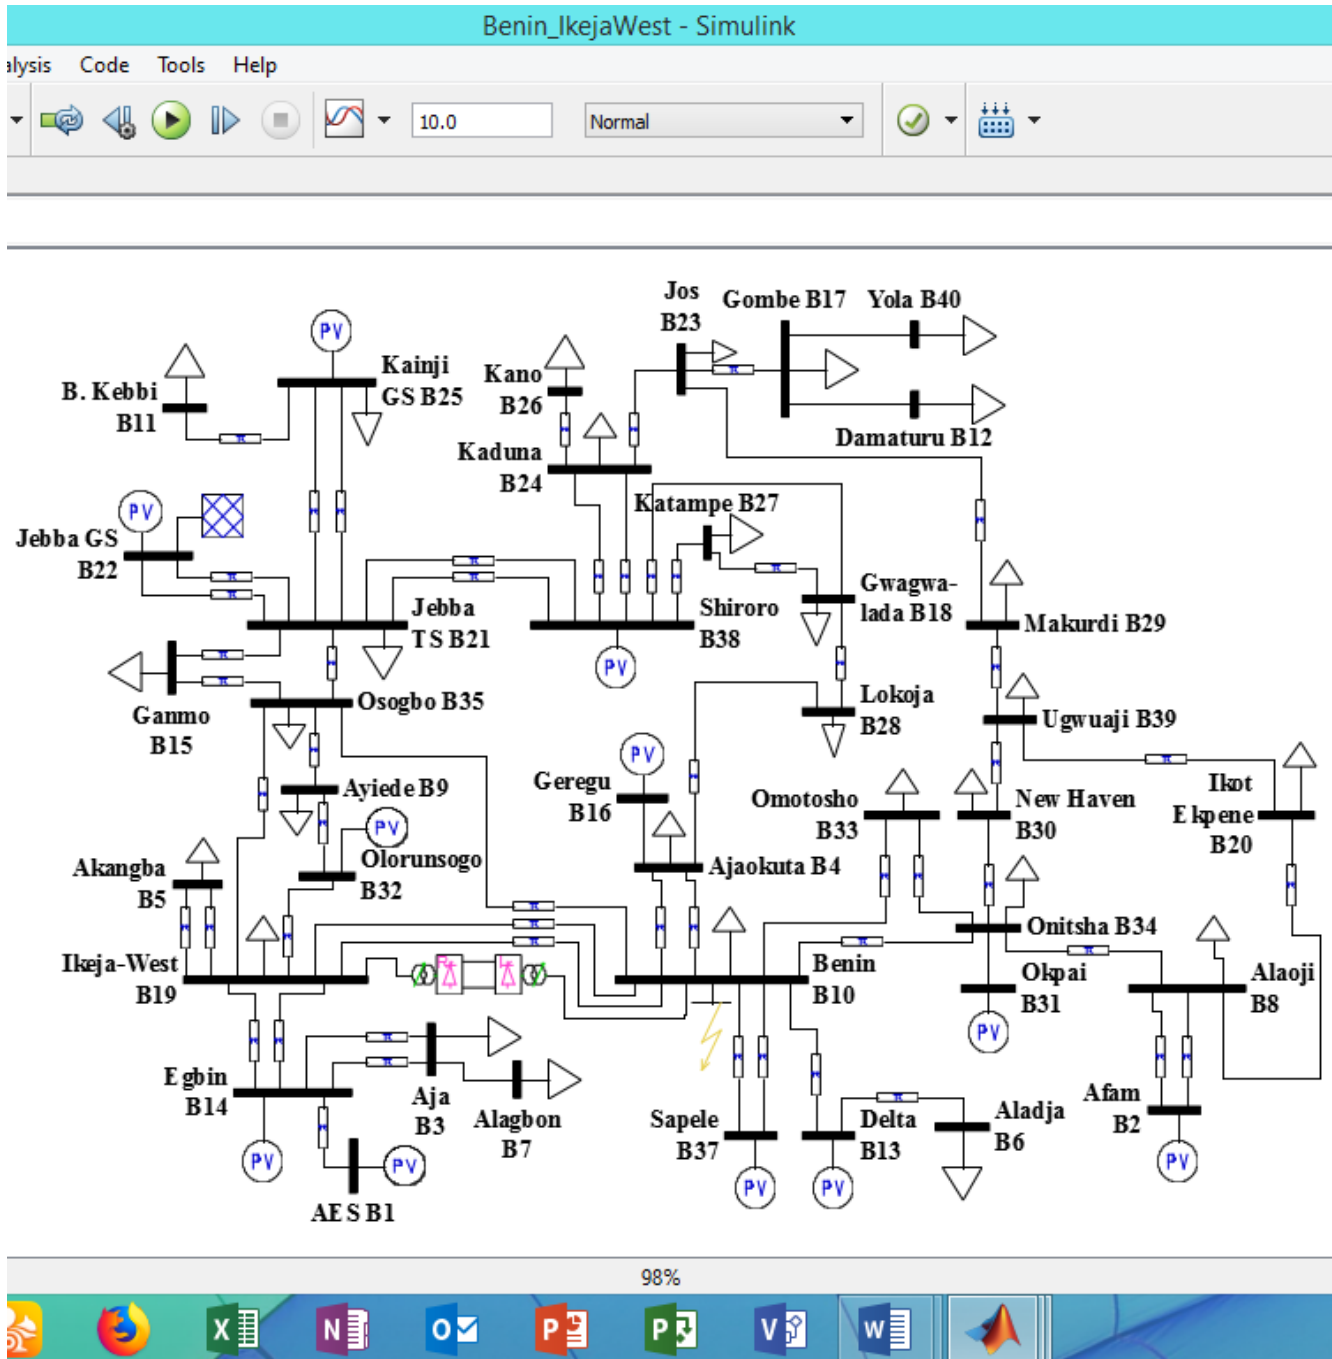 Benin_IkejaWest - Simulink
alysis Code Tools Help
10.0
Normal
Jos
B23
Gombe B17
Yola B40
PV
Kainji
GS B25
B. Kebbi
B11
Kano
B26
Damaturu B12
Kaduna
B24
Katampe B27
PV
Jebba GS
B22
Gwagwa-
lada B18
Jebba
TS B21
Shiroro
B38
Makurdi B29
PV
Ganmo
B15
Osogbo B35
Lokoja
B28
Ugwuaji B39
PV
Geregu
B16
Ayiede B9
Omotosho
B33
New Haven
B30
Ikot
Ekpene
B20
PV
Olorunsogo
B32
Akangba
B5
Ajaokuta B4
Onitsha B34
Ikeja-West
B19
R
I
Benin
B10
Okpai
B31
Alaoji
B8
PV
Egbin
B14
Aja
B3
Alagbon
B7
Sapele
B37
Delta
B13
Aladja
B6
Afam
B2
PV
PV
PV
PV
PV
AES B1
98%
X
N
O
P
P
V
W